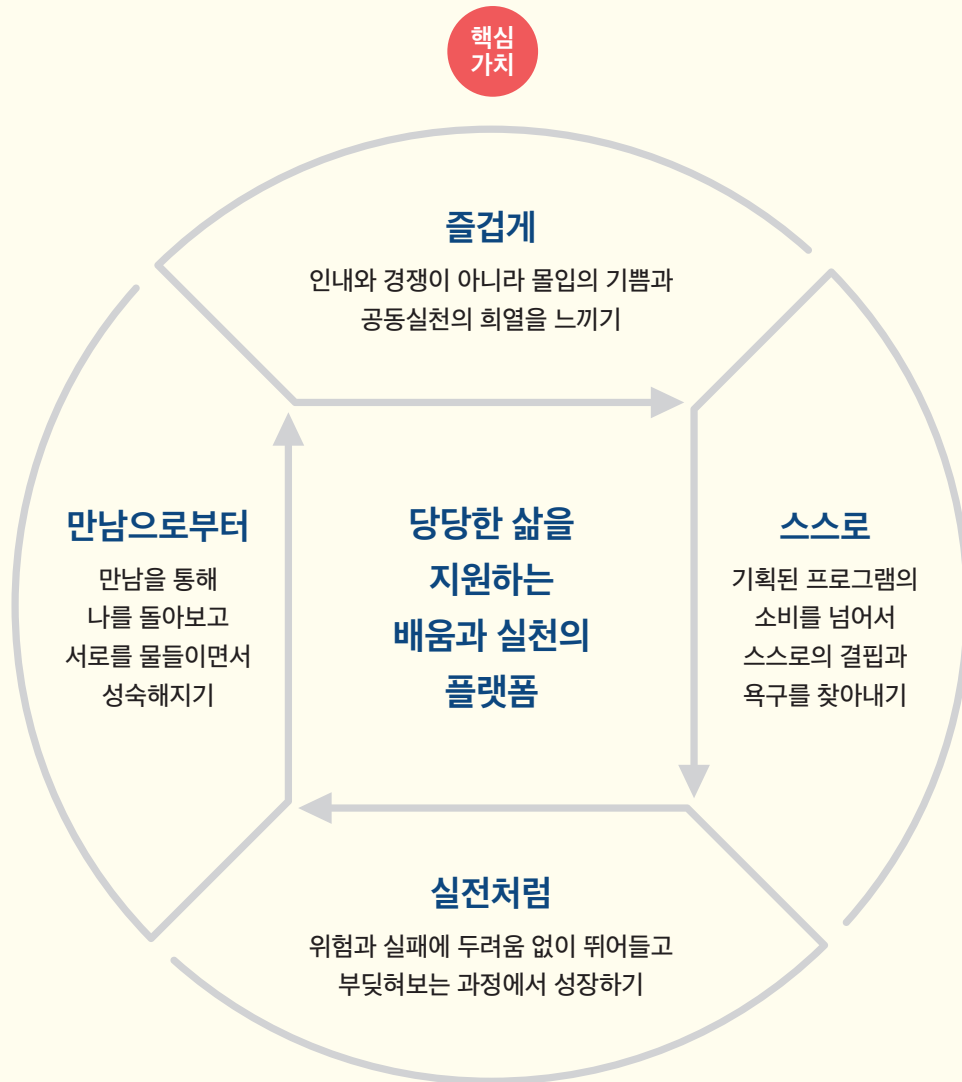 핵심
가치
즐겁게
인내와 경쟁이 아니라 몰입의 기쁨과
공동실천의 희열을 느끼기
만남으로부터
만남을 통해
나를 돌아보고
서로를 물들이면서
성숙해지기
당당한 삶을
지원하는
배움과 실천의
플랫폼
스스로
기획된 프로그램의
소비를 넘어서
스스로의 결핍과
욕구를 찾아내기
실전처럼
위험과 실패에 두려움 없이 뛰어들고
부딪혀보는 과정에서 성장하기